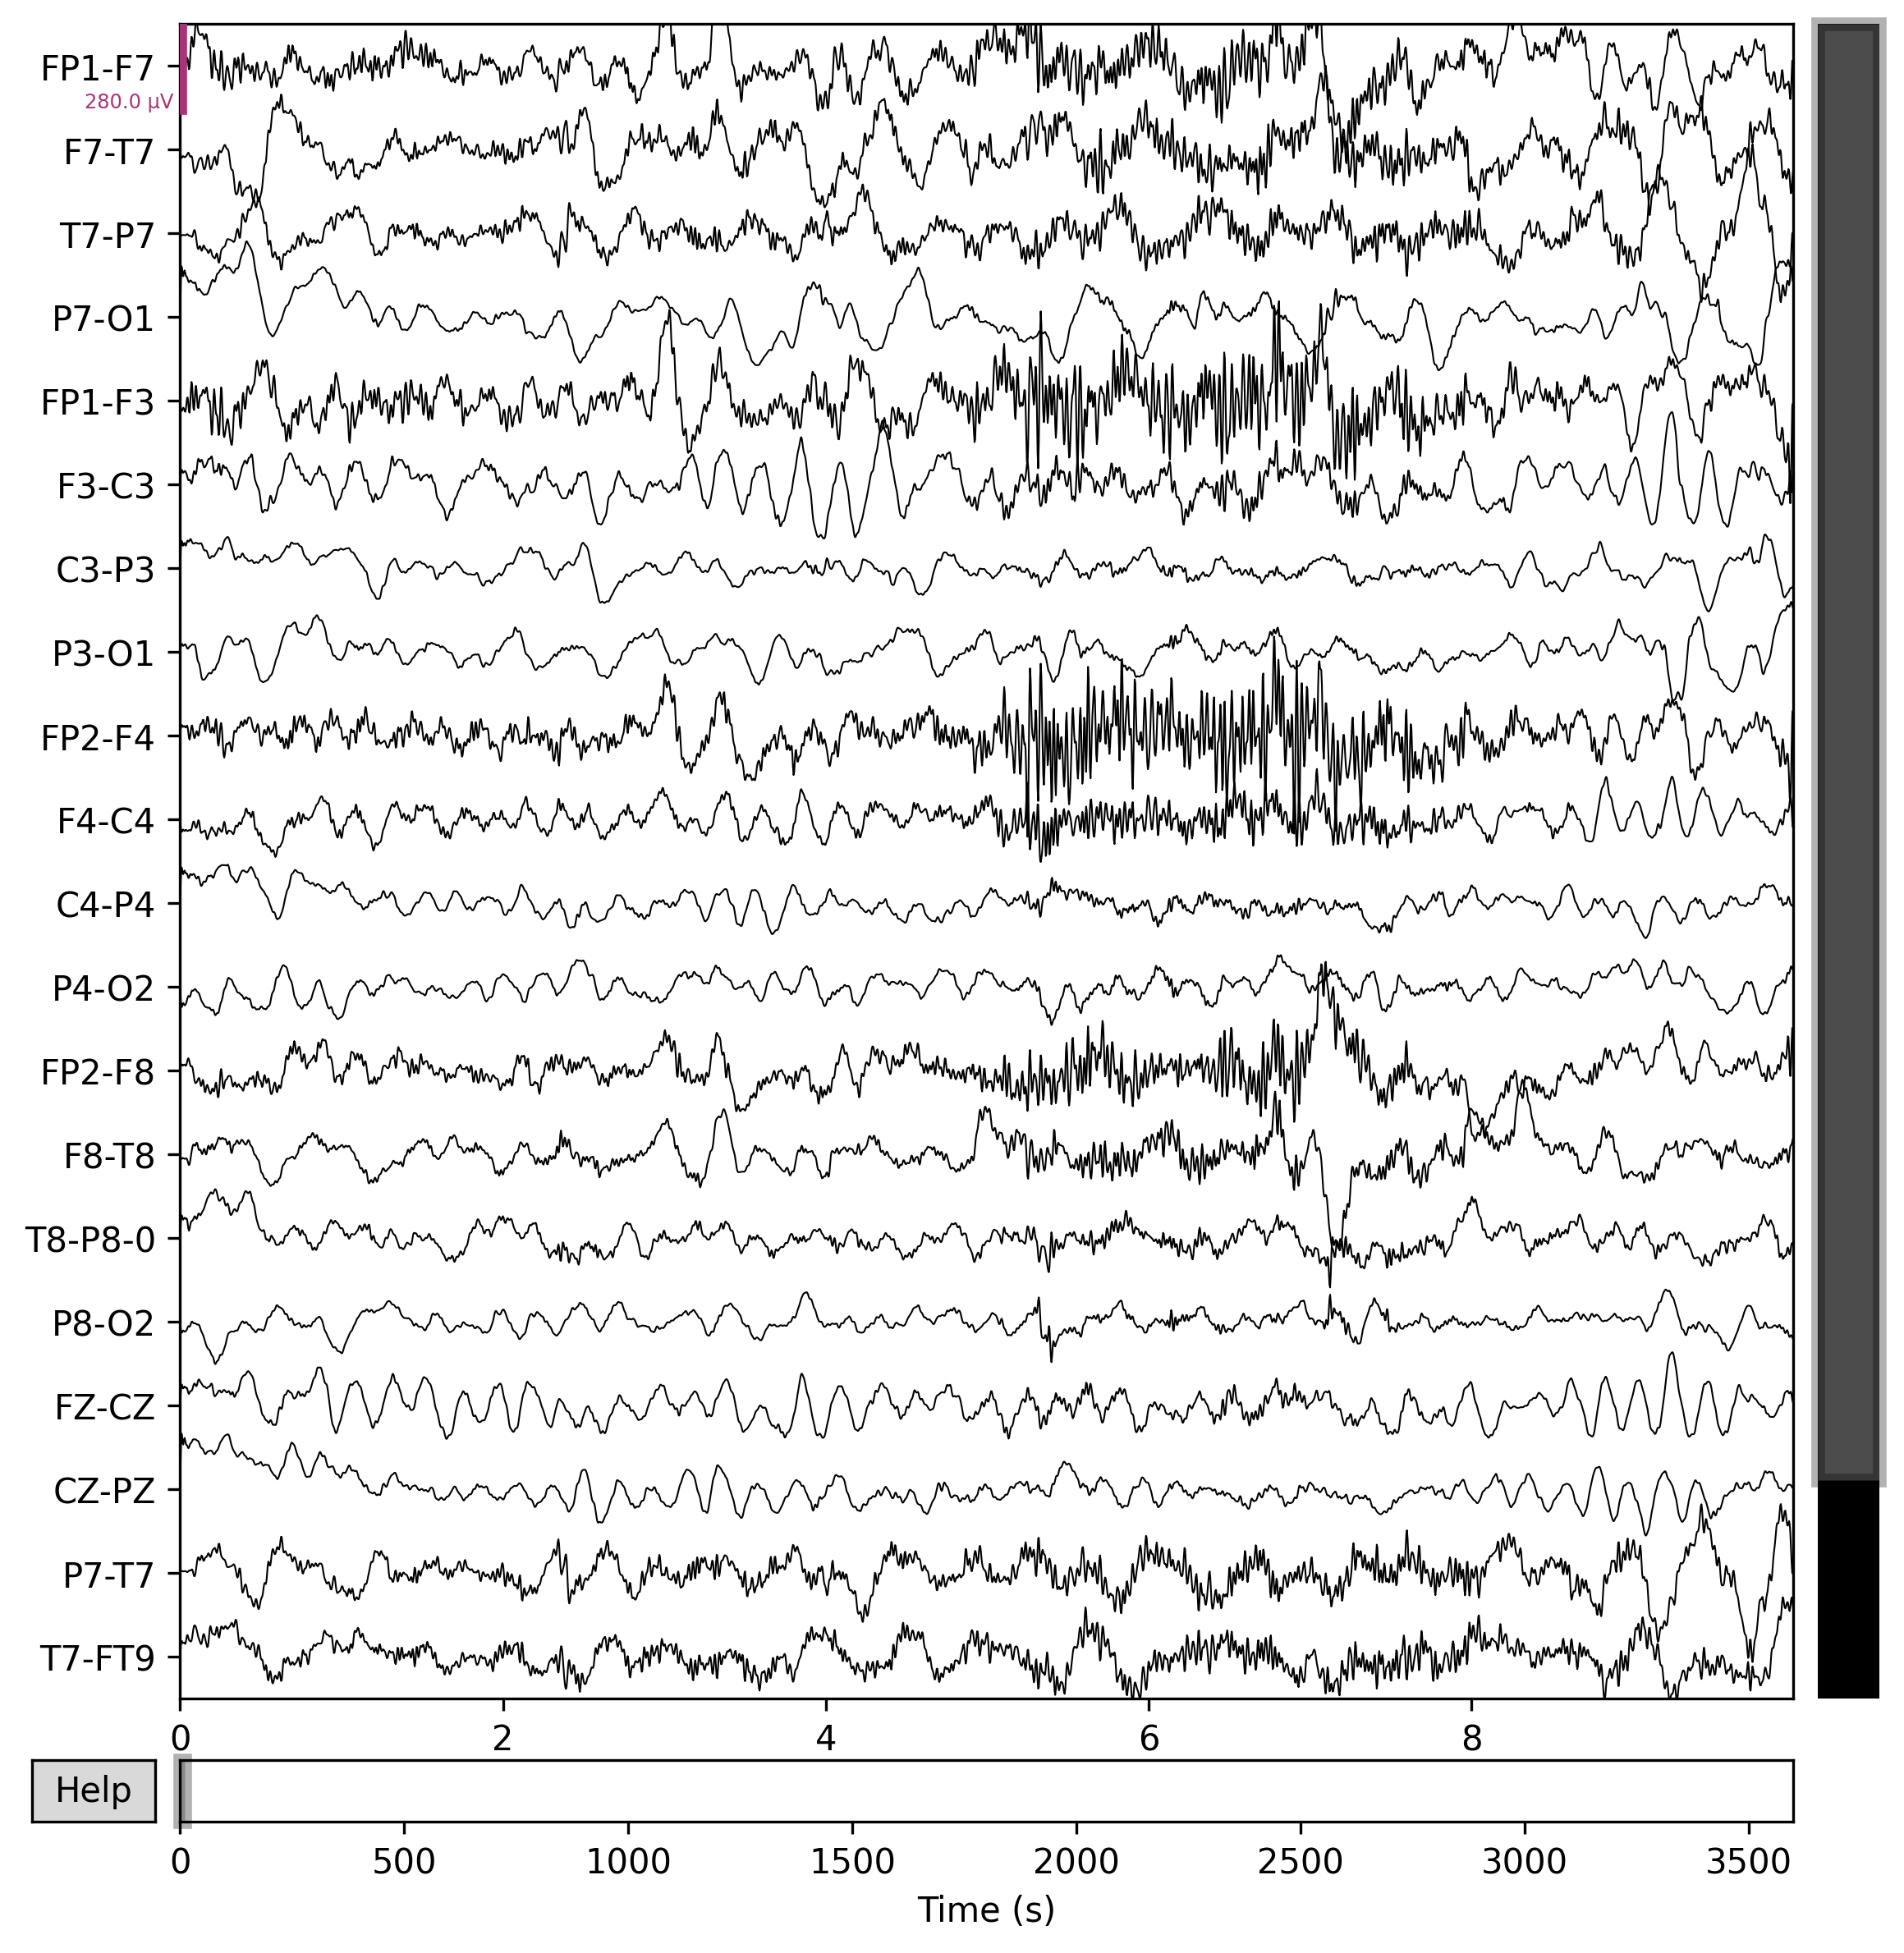 FP1-F7
280.0 µV
F7-T7
T7-P7
P7-O1
FP1-F3
F3-C3
C3-P3
P3-O1
FP2-F4
F4-C4
C4-P4
P4-O2
FP2-F8
F8-T8
T8-P8-0
P8-O2
FZ-CZ
CZ-PZ
P7-T7
T7-FT9
0 2 4 6 8
Help
0 500 1000 1500 2000 2500 3000 3500
Time (s)